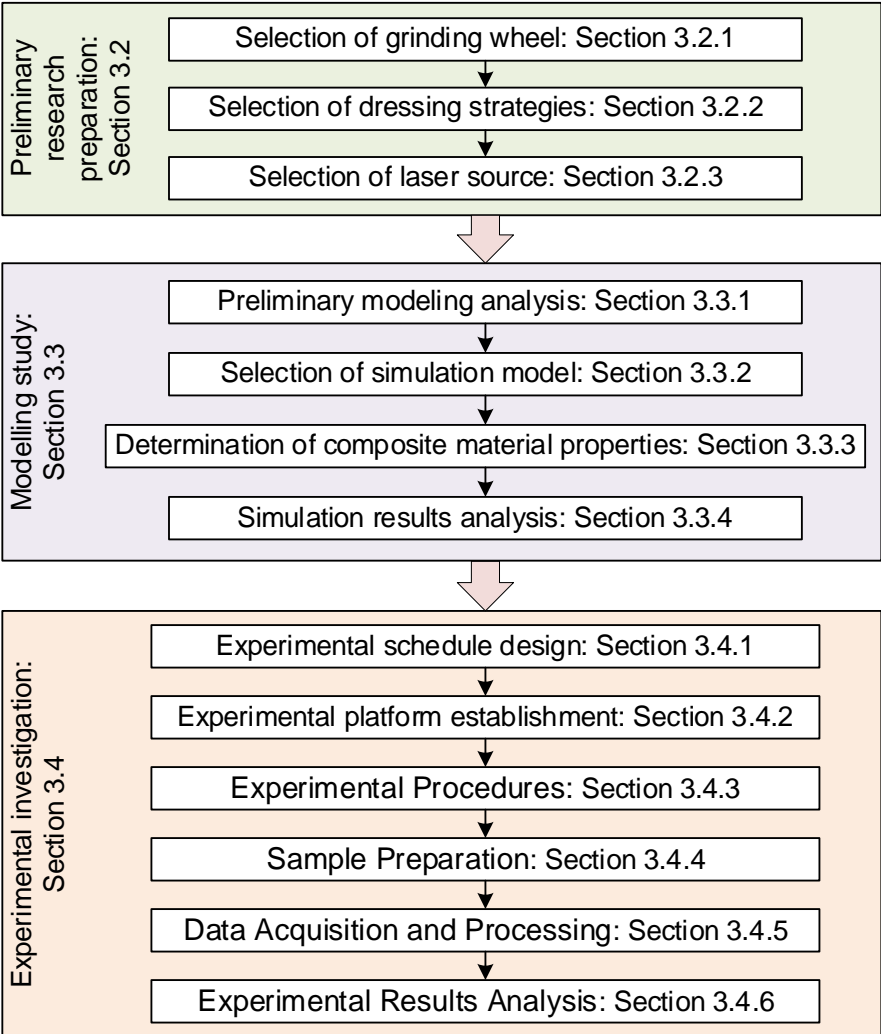 Preliminary
research
preparation:
Section 3.2
Selection of grinding wheel: Section 3.2.1
Selection of dressing strategies: Section 3.2.2
Selection of laser source: Section 3.2.3
Modelling study:
Section 3.3
Preliminary modeling analysis: Section 3.3.1
Selection of simulation model: Section 3.3.2
Determination of composite material properties: Section 3.3.3
Simulation results analysis: Section 3.3.4
Experimental investigation:
Section 3.4
Experimental schedule design: Section 3.4.1
Experimental platform establishment: Section 3.4.2
Experimental Procedures: Section 3.4.3
Sample Preparation: Section 3.4.4
Data Acquisition and Processing: Section 3.4.5
Experimental Results Analysis: Section 3.4.6